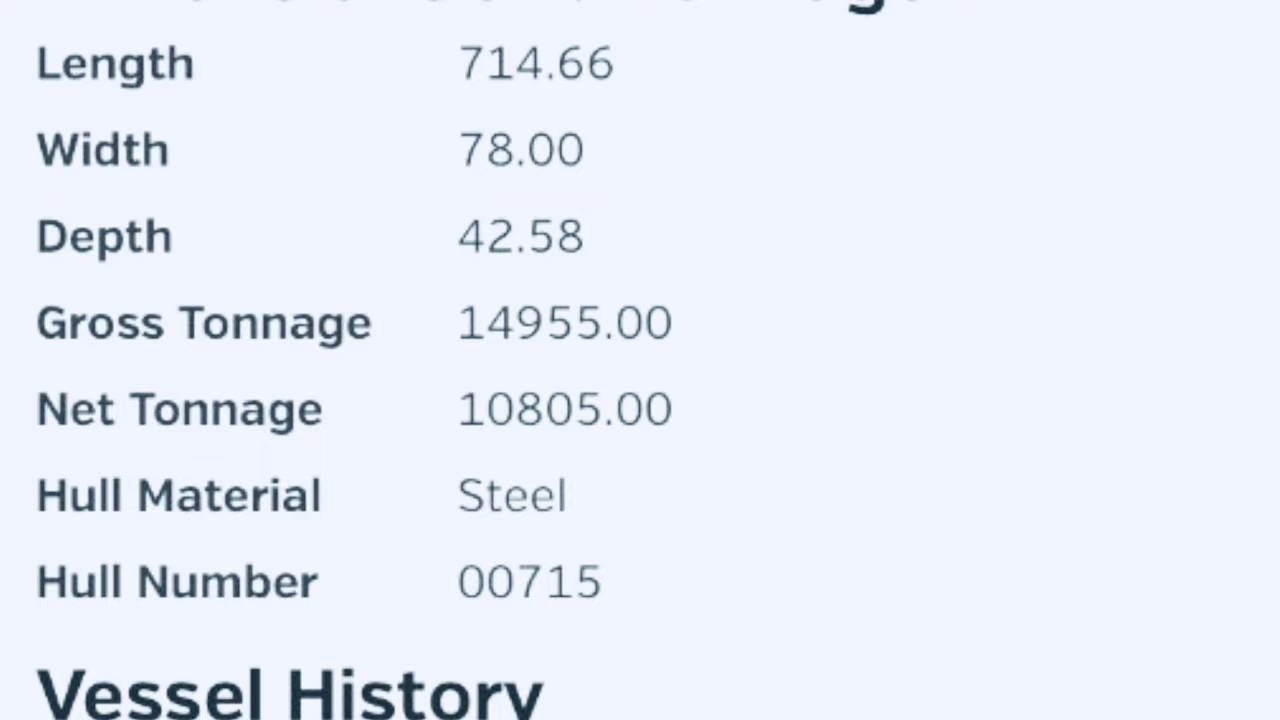 Length 714.66
Width 78.00
Depth 42.58
Gross Tonnage 14955.00
Net Tonnage 10805.00
Hull Material Steel
Hull Number 00715
Vessel History